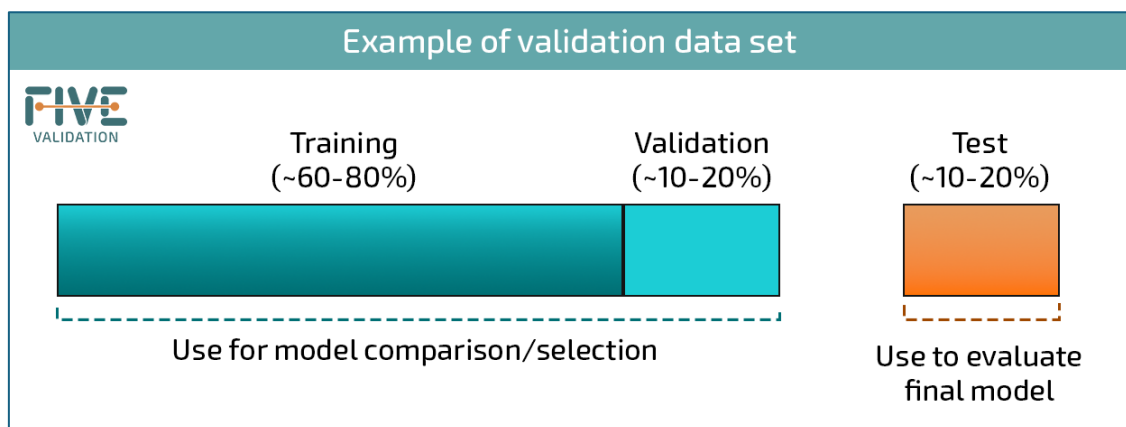 Example of validation data set
FIVE
VALIDATION
Training
(~60-80%)
Validation
(~10-20%)
Test
(~10-20%)
Use for model comparison/selection
Use to evaluate
final model